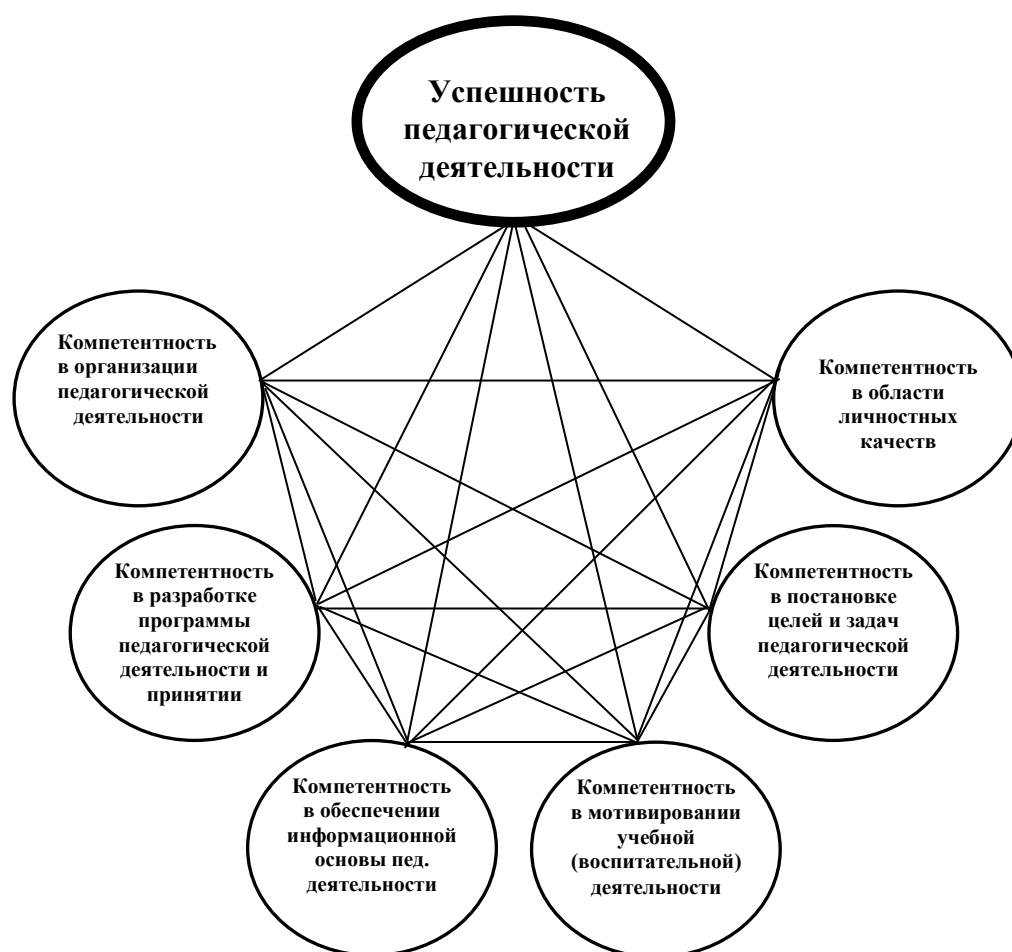 Успешность
педагогической
деятельности
Компетентность
в организации
педагогической
деятельности
Компетентность
в области
личностных
качеств
Компетентность
в разработке
программы
педагогической
деятельности и
принятии
Компетентность
в постановке
целей и задач
педагогической
деятельности
Компетентность
в обеспечении
информационной
основы пед.
деятельности
Компетентность
в мотивировании
учебной
(воспитательной)
деятельности